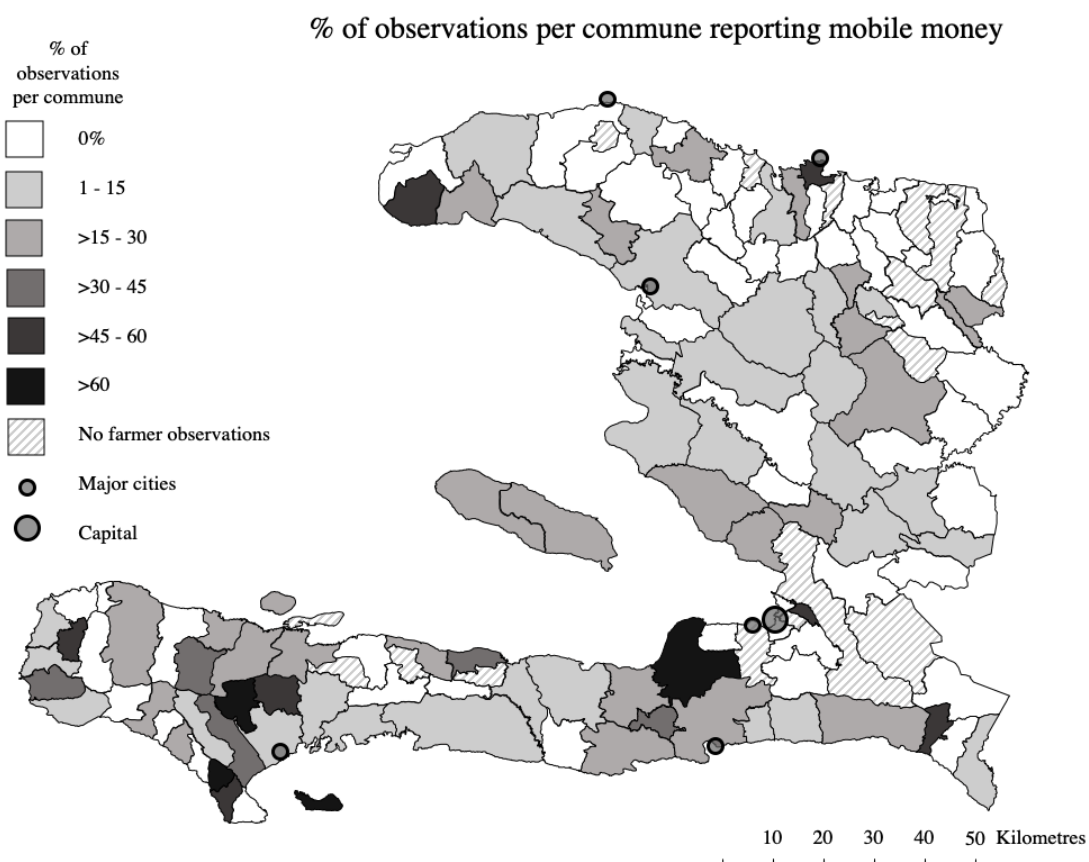 % of observations per commune reporting mobile money
% of
observations
per commune
0%
1 - 15
>15 - 30
>30 - 45
>45 - 60
>60
No farmer observations
Major cities
Capital
10 20 30 40 50 Kilometres